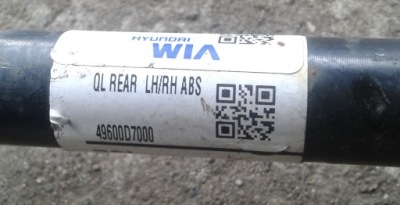 HYUNDAI
WIA
QL REAR LH/RH ABS
49600D7000